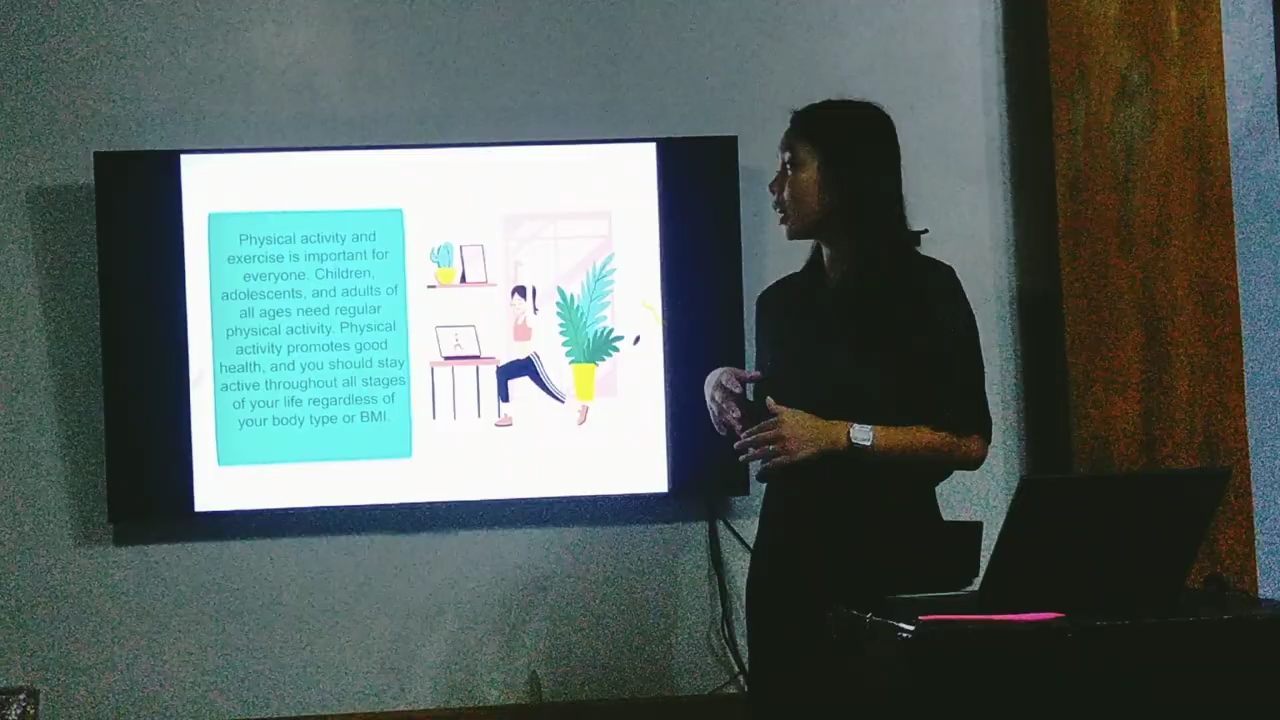 Physical activity and
exercise is important for
everyone. Children,
adolescents, and adults of
all ages need regular
physical activity. Physical
activity promotes good
health, and you should stay
active throughout all stages
of your life regardless of
your body type or BMI.